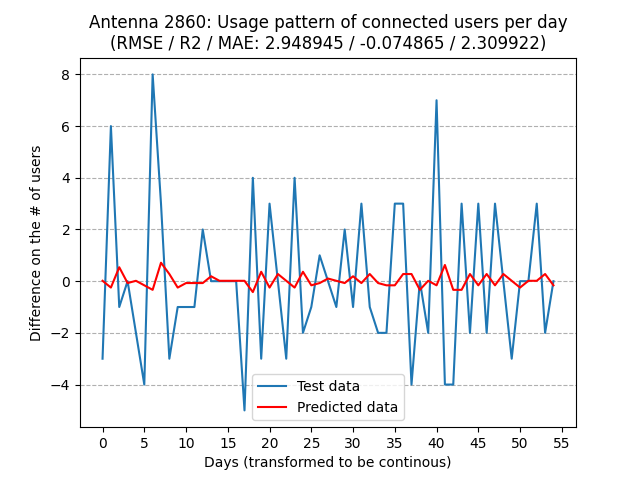 Antenna 2860: Usage pattern of connected users per day
(RMSE / R2 / MAE: 2.948945 / -0.074865 / 2.309922)
Difference on the # of users
8
6
4
2
0
−2
−4
Test data
Predicted data
0 5 10 15 20 25 30 35 40 45 50 55
Days (transformed to be continous)